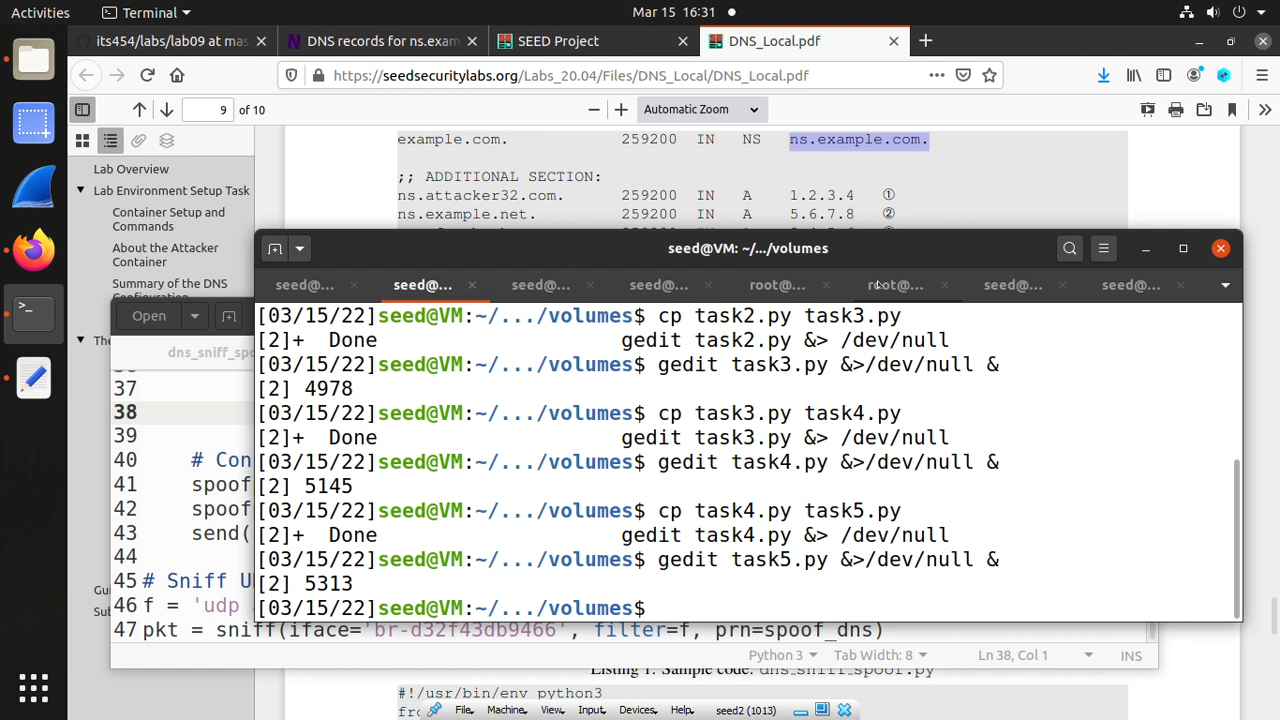 Activities Terminal Mar 15 16:31
its454/labs/lab09 at mas DNS records for ns.exam SEED Project DNS_Local.pdf
https://seedsecuritylabs.org/Labs_20.04/Files/DNS_Local/DNS_Local.pdf
9 of 10 Automatic Zoom
example.com. 259200 IN NS ns.example.com.
;; ADDITIONAL SECTION:
ns.attacker32.com. 259200 IN A 1.2.3.4 ①
ns.example.net. 259200 IN A 5.6.7.8 ②
Lab Overview
Lab Environment Setup Task
Container Setup and
Commands
About the Attacker
Container
Summary of the DNS
The
Gui
Sub
seed@VM: ~/.../volumes
seed@... seed@... seed@... seed@... root@... root@... seed@... seed@...
[03/15/22]seed@VM:~/.../volumes$ cp task2.py task3.py
[2]+ Done gedit task2.py &> /dev/null
[03/15/22]seed@VM:~/.../volumes$ gedit task3.py &>/dev/null &
[2] 4978
[03/15/22]seed@VM:~/.../volumes$ cp task3.py task4.py
[2]+ Done gedit task3.py &> /dev/null
[03/15/22]seed@VM:~/.../volumes$ gedit task4.py &>/dev/null &
[2] 5145
[03/15/22]seed@VM:~/.../volumes$ cp task4.py task5.py
[2]+ Done gedit task4.py &> /dev/null
[03/15/22]seed@VM:~/.../volumes$ gedit task5.py &>/dev/null &
[2] 5313
[03/15/22]seed@VM:~/.../volumes$
Open
dns_sniff_spo
37
38
39
40 # Con
41 spoof
42 spoof
43 send(
44
45 # Sniff U
46 f = 'udp
47 pkt = sniff(iface='br-d32f43db9466', filter=f, prn=spoof_dns)
Python 3 Tab Width: 8 Ln 38, Col 1 INS
Listing 1: Sample code: dns_sniff_spoof.py
#!/usr/bin/env python3
fro
File Machine View Input Devices Help seed2 (1013)